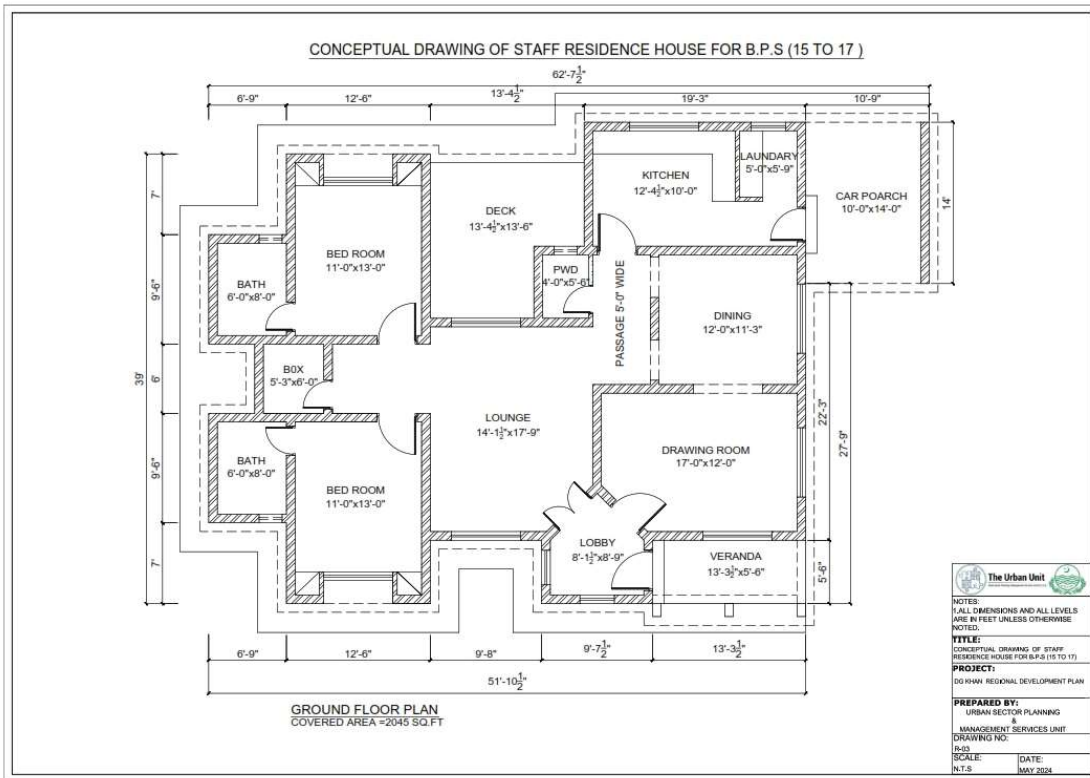 CONCEPTUAL DRAWING OF STAFF RESIDENCE HOUSE FOR B.P.S (15 TO 17 )
62'-7½"
6'-9"
12'-6"
13'-4½"
19'-3"
10'-9"
LAUNDARY
5'-0"x5'-9"
KITCHEN
12'-4½"x10'-0"
CAR POARCH
10'-0"x14'-0"
14'
7"
DECK
13'-4½"x13'-6"
BED ROOM
11'-0"x13'-0"
PWD
4'-0"x5'-6"
PASSAGE 5'-0" WIDE
BATH
6'-0"x8'-0"
9'-6"
DINING
12'-0"x11'-3"
39'
6'
B0X
5'-3"x6'-0"
LOUNGE
14'-1½"x17'-9"
22'-3"
27'-9"
DRAWING ROOM
17'-0"x12'-0"
9'-6"
BATH
6'-0"x8'-0"
BED ROOM
11'-0"x13'-0"
7"
LOBBY
8'-1½"x8'-9"
VERANDA
13'-3½"x5'-6"
5'-6"
6'-9"
12'-6"
9'-8"
9'-7½"
13'-3½"
51'-10½"
GROUND FLOOR PLAN
COVERED AREA =2045 SQ.FT
The Urban Unit
NOTES:
1.ALL DIMENSIONS AND ALL LEVELS
ARE IN FEET UNLESS OTHERWISE
NOTED.
TITLE:
CONCEPTUAL DRAWING OF STAFF
RESIDENCE HOUSE FOR B.P.S (15 TO 17)
PROJECT:
DG KHAN REGIONAL DEVELOPMENT PLAN
PREPARED BY:
URBAN SECTOR PLANNING
&
MANAGEMENT SERVICES UNIT
DRAWING NO:
R-03
SCALE:
N.T.S
DATE:
MAY 2024